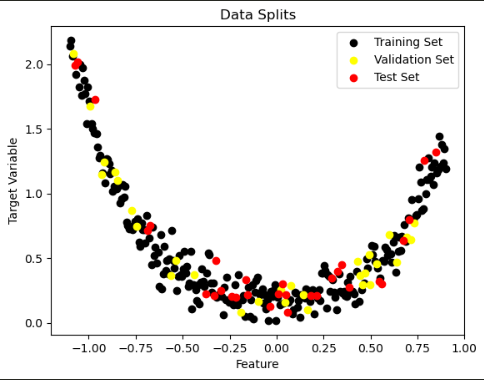 Data Splits
Training Set
Validation Set
Test Set
Target Variable
2.0
1.5
1.0
0.5
0.0
−1.00 −0.75 −0.50 −0.25 0.00 0.25 0.50 0.75 1.00
Feature